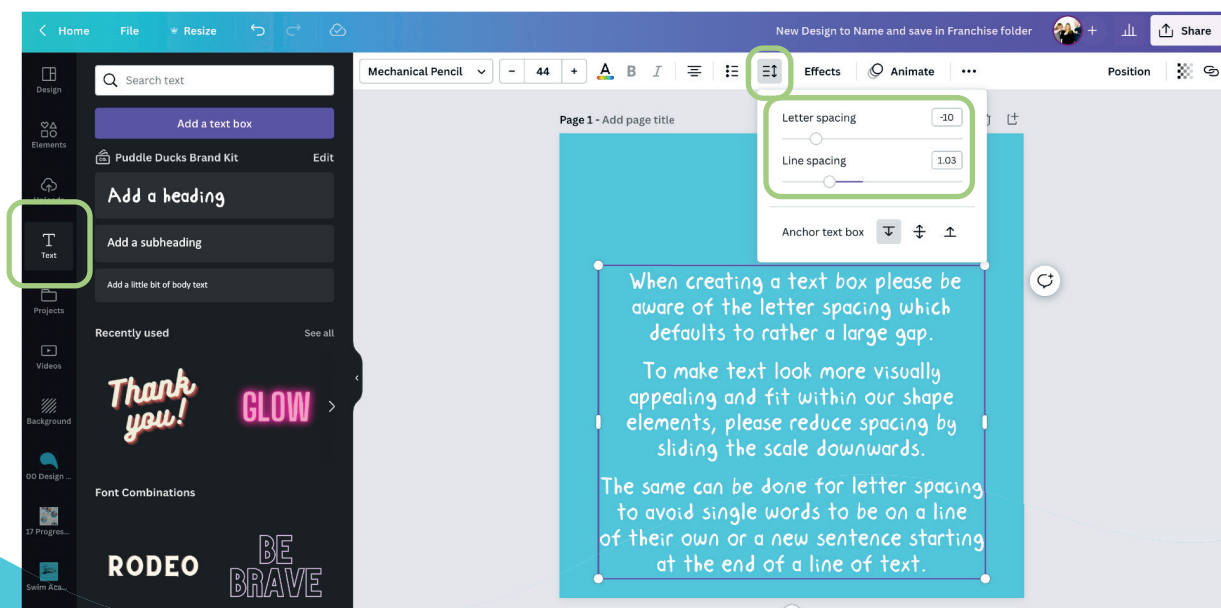 Home File Resize New Design to Name and save in Franchise folder + Share
Design
Elements
Text
Projects
Videos
Background
00 Design ...
17 Progres...
Swim Aca...
Search text
Add a text box
CO. Puddle Ducks Brand Kit Edit
Add a heading
Add a subheading
Add a little bit of body text
Recently used See all
Thank
you!
GLOW
Font Combinations
RODEO
BE
BRAVE
Mechanical Pencil - 44 + A B I Effects Animate ... Position
Page 1 - Add page title
Letter spacing -10
Line spacing 1.03
Anchor text box
When creating a text box please be
aware of the letter spacing which
defaults to rather a large gap.
To make text look more visually
appealing and fit within our shape
elements, please reduce spacing by
sliding the scale downwards.
The same can be done for letter spacing
to avoid single words to be on a line
of their own or a new sentence starting
at the end of a line of text.